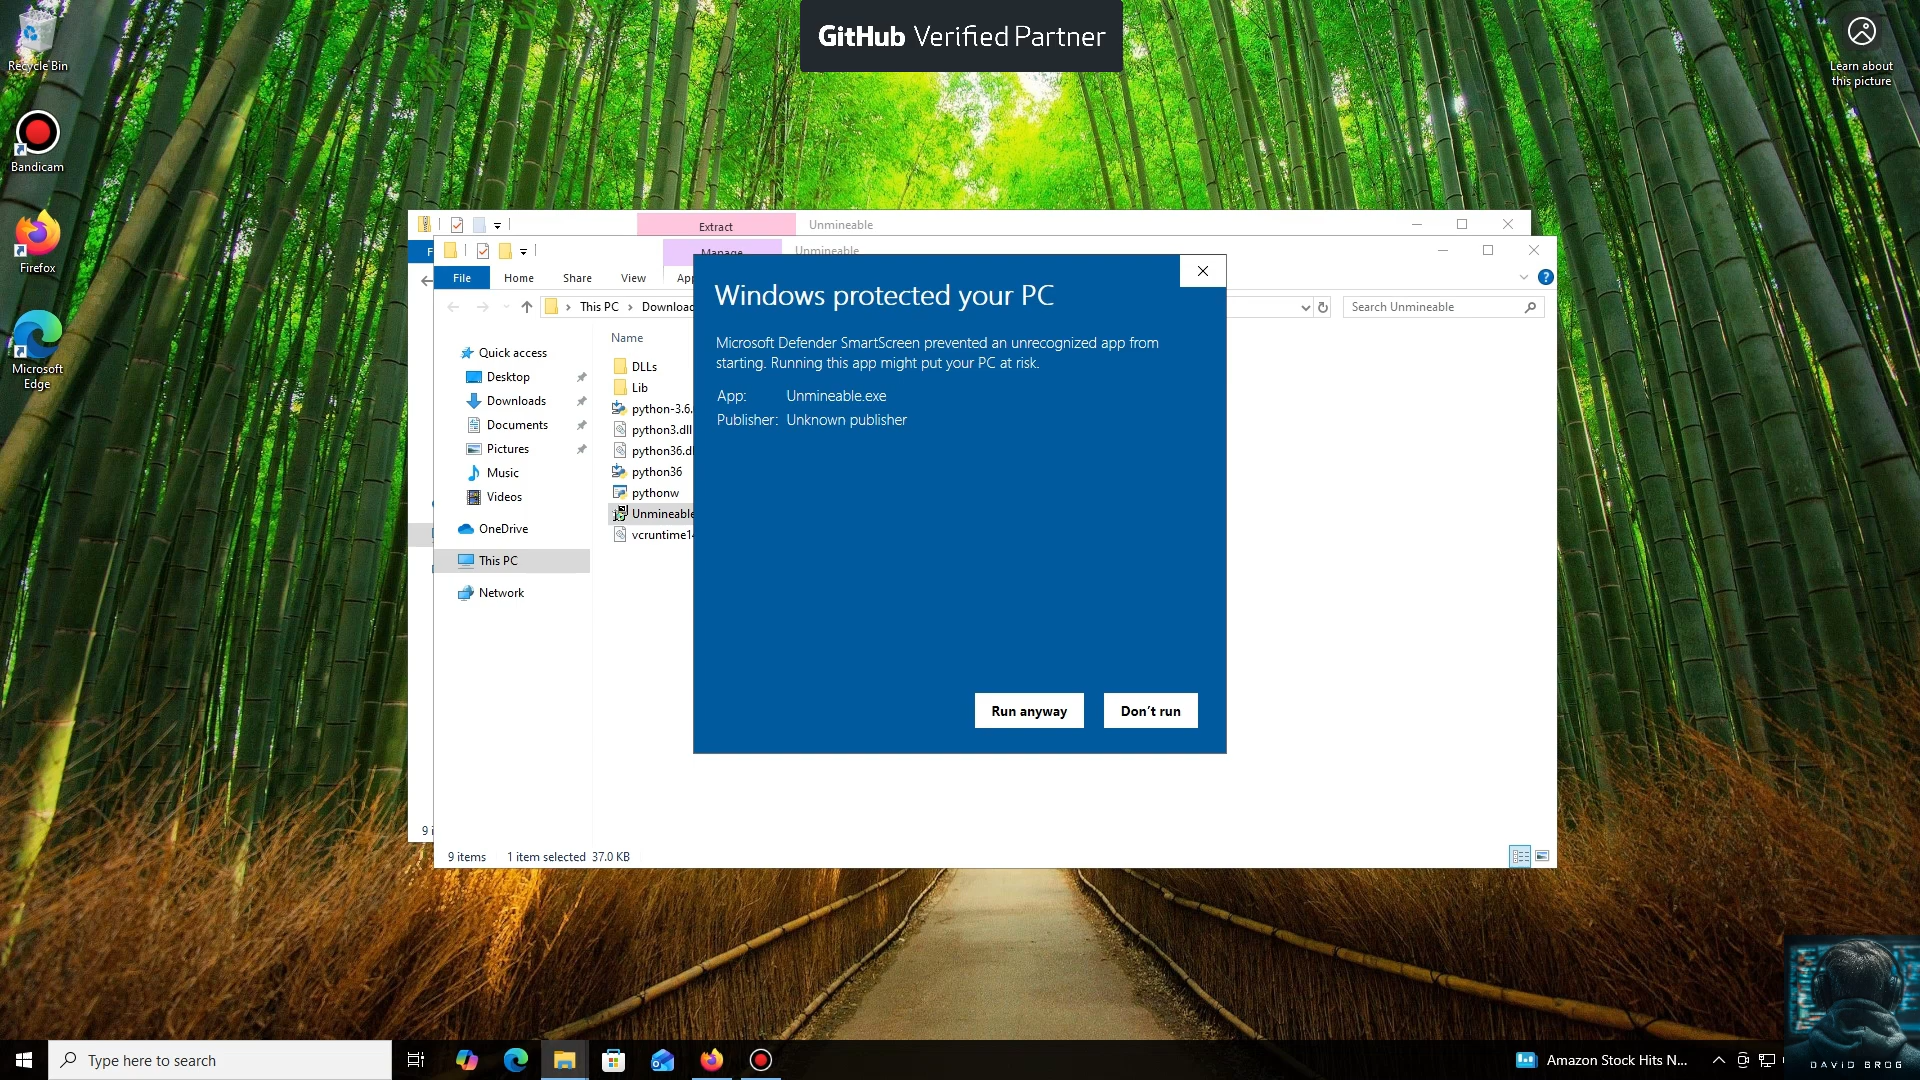 GitHub Verified Partner
Recycle Bin
Bandicam
Firefox
Microsoft
Edge
Learn about
this picture
Extract
Unmineable
Manage
Unmineable
File
Home
Share
View
This PC
Search Unmineable
Name
Quick access
Desktop
Downloads
Documents
Pictures
Music
Videos
OneDrive
This PC
Network
DLLs
Lib
python-3.6.
python3.dll
python36.d
python36
pythonw
Unmineable
vcruntime1
Windows protected your PC
Microsoft Defender SmartScreen prevented an unrecognized app from
starting. Running this app might put your PC at risk.
App: Unmineable.exe
Publisher: Unknown publisher
Run anyway
Don't run
9 items 1 item selected 37.0 KB
Type here to search
Amazon Stock Hits N...
DAVID BROG